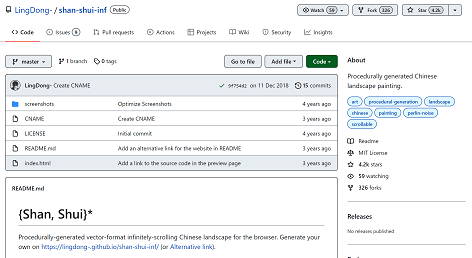 LingDong- / shan-shui-inf Public
Watch 59 Fork 326 Star 4.2k
Code Issues 8 Pull requests Actions Projects Wiki Security Insights
master 1 branch 0 tags Go to file Add file Code
LingDong- Create CNAME 9f754d2 on 11 Dec 2018 15 commits
screenshots Optimize Screenshots 4 years ago
CNAME Create CNAME 3 years ago
LICENSE Initial commit 4 years ago
README.md Add an alternative link for the website in README 3 years ago
index.html Add a link to the source code in the preview page 3 years ago
README.md
{Shan, Shui}*
Procedurally-generated vector-format infinitely-scrolling Chinese landscape for the browser. Generate your
own on https://lingdong-.github.io/shan-shui-inf/ (or Alternative link).
About
Procedurally generated Chinese
landscape painting.
art procedural-generation landscape
chinese painting perlin-noise
scrollable
Readme
MIT License
4.2k stars
59 watching
326 forks
Releases
No releases published